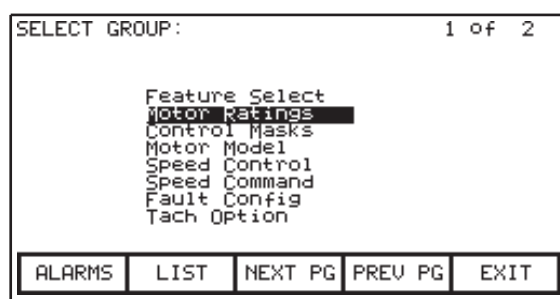 SELECT GROUP: 1 of 2
Feature Select
Motor Ratings
Control Masks
Motor Model
Speed Control
Speed Command
Fault Config
Tach Option
ALARMS LIST NEXT PG PREV PG EXIT